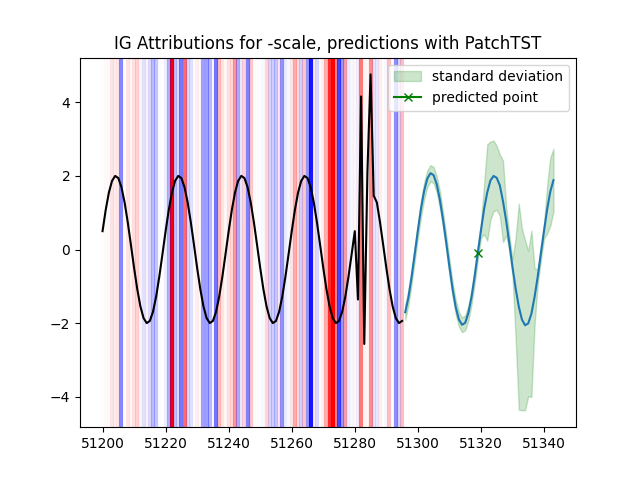 IG Attributions for -scale, predictions with PatchTST
standard deviation
predicted point
4
2
0
−2
−4
51200 51220 51240 51260 51280 51300 51320 51340